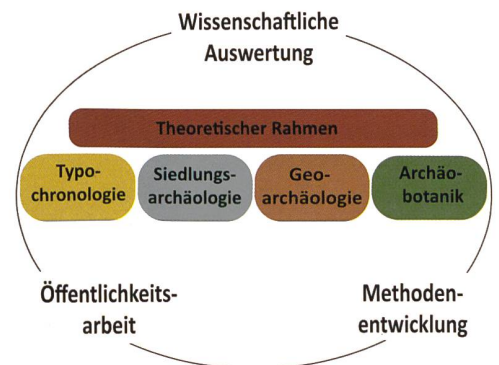 Wissenschaftliche
Auswertung
Theoretischer Rahmen
Typo-
chronologie
Siedlungs-
archäologie
Geo-
archäologie
Archäo-
botanik
Öffentlichkeits-
arbeit
Methoden-
entwicklung